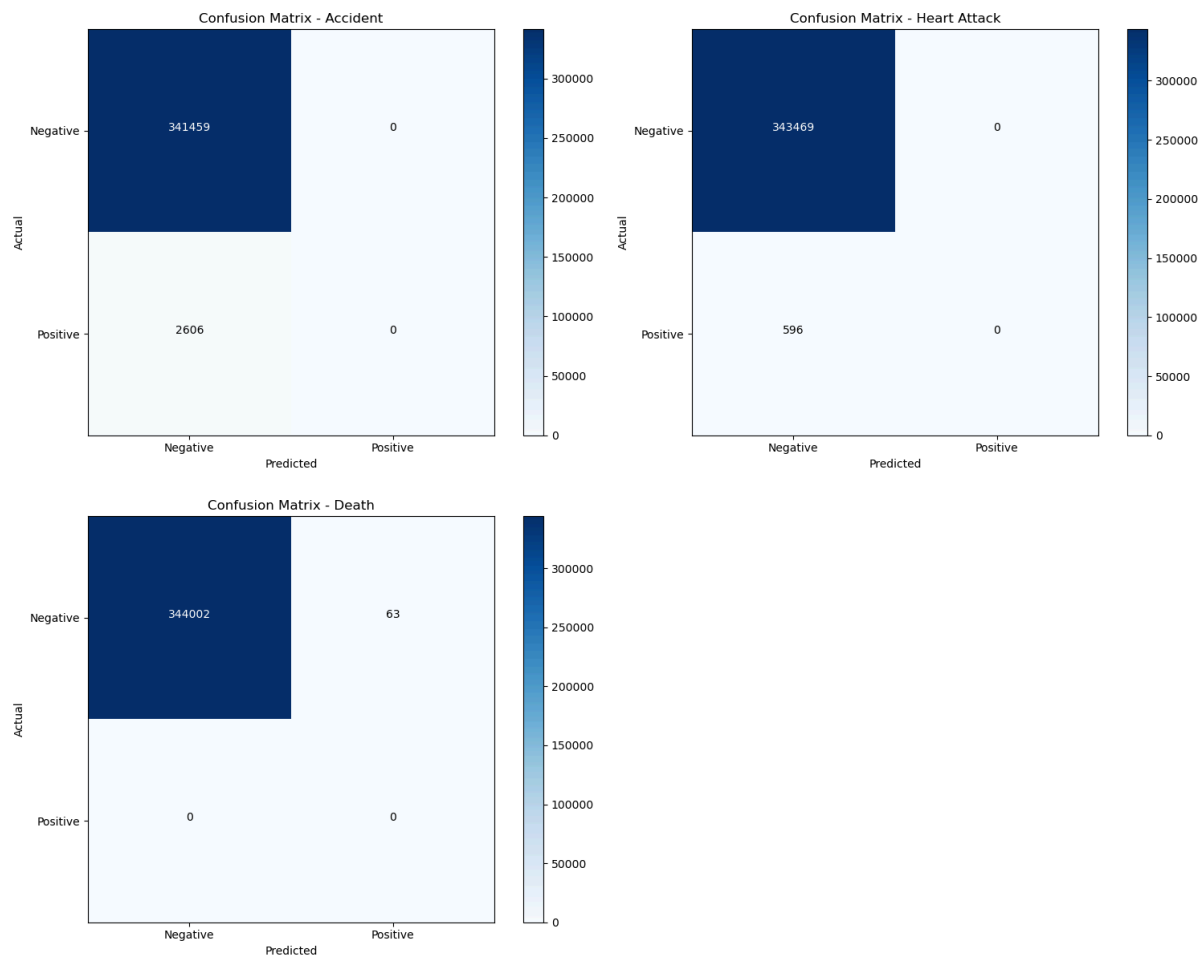 Confusion Matrix - Accident
341459
0
2606
0
Negative
Positive
Actual
Negative
Positive
Predicted
300000
250000
200000
150000
100000
50000
0
Confusion Matrix - Heart Attack
343469
0
596
0
Negative
Positive
Actual
Negative
Positive
Predicted
300000
250000
200000
150000
100000
50000
0
Confusion Matrix - Death
344002
63
0
0
Negative
Positive
Actual
Negative
Positive
Predicted
300000
250000
200000
150000
100000
50000
0